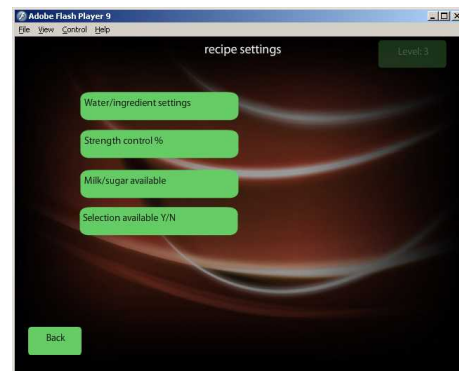 Adobe Flash Player 9
File View Control Help
recipe settings
Level: 3
Water/ingredient settings
Strength control %
Milk/sugar available
Selection available Y/N
Back